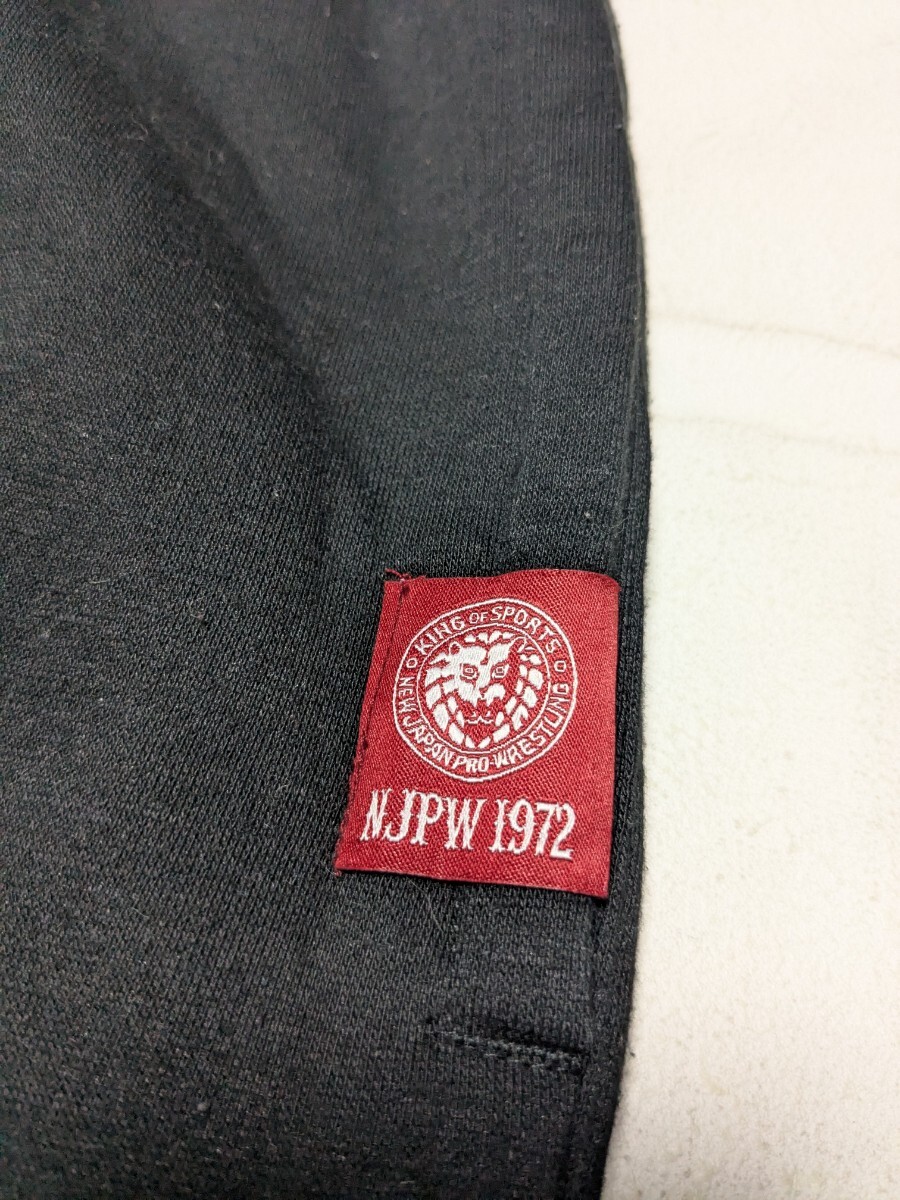 KING OF SPORTS
NEW JAPAN PRO-WRESTLING
NJPW 1972